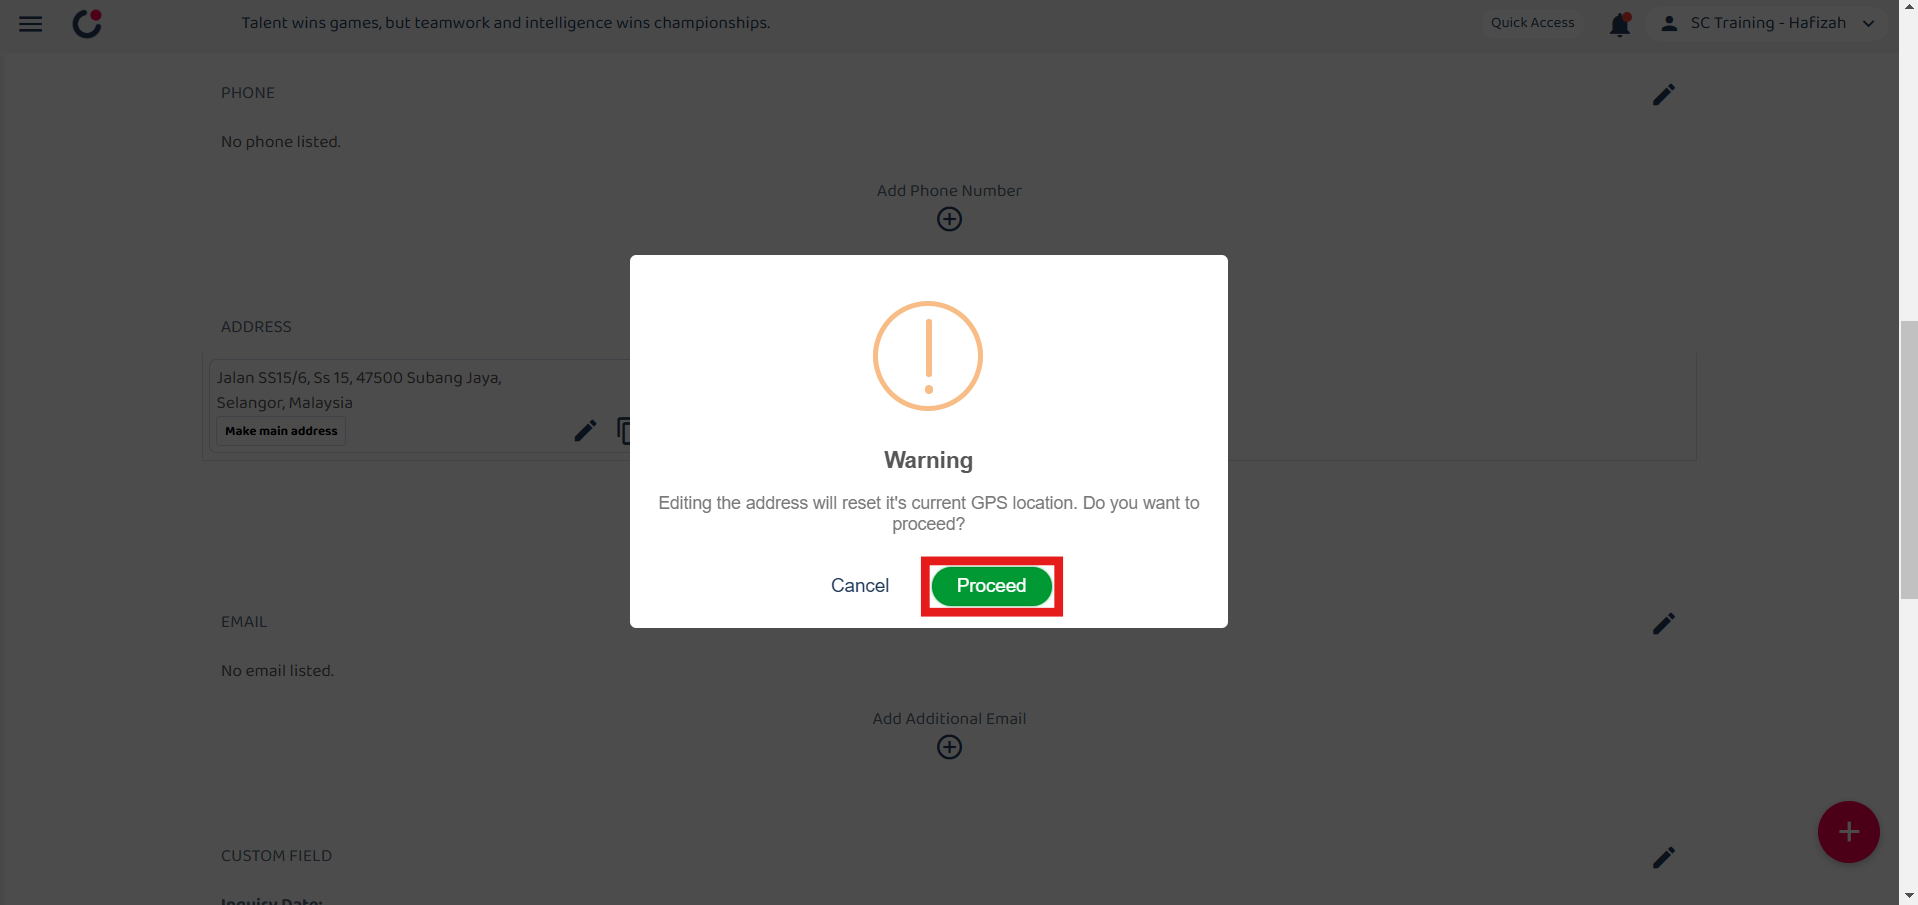 Talent wins games, but teamwork and intelligence wins championships.
Quick Access
SC Training - Hafizah
PHONE
No phone listed.
Add Phone Number
ADDRESS
Jalan SS15/6, Ss 15, 47500 Subang Jaya,
Selangor, Malaysia
Make main address
Warning
Editing the address will reset it's current GPS location. Do you want to
proceed?
Cancel
Proceed
EMAIL
No email listed.
Add Additional Email
CUSTOM FIELD
Inquiry Date: